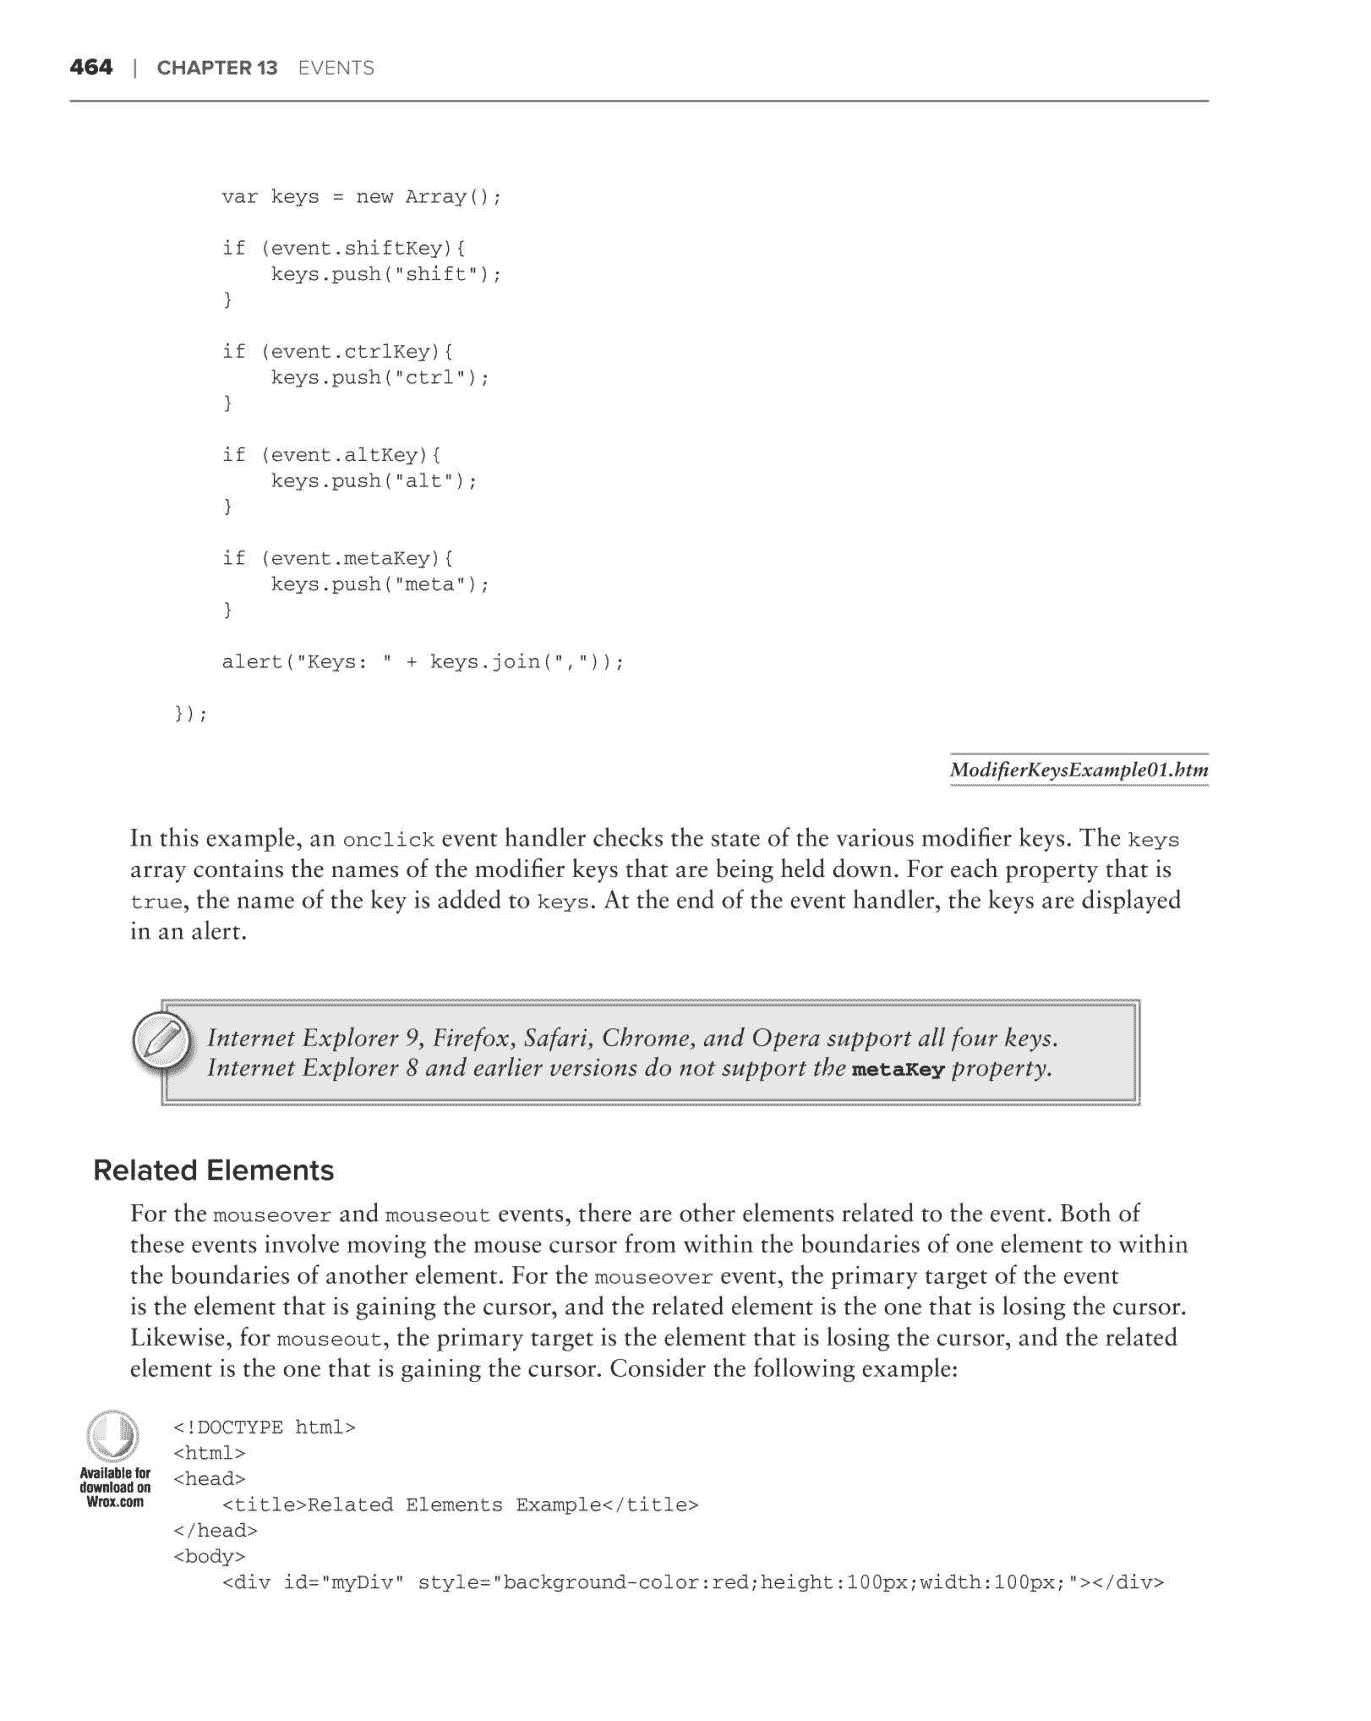 464 | CHAPTER 13 EVENTS
var keys = new Array();
if (event.shiftKey){
keys.push("shift");
}
if (event.ctrlKey){
keys.push("ctrl");
}
if (event.altKey){
keys.push("alt");
}
if (event.metaKey){
keys.push("meta");
}
alert("Keys: " + keys.join(","));
});
ModifierKeysExample01.htm
In this example, an onclick event handler checks the state of the various modifier keys. The keys
array contains the names of the modifier keys that are being held down. For each property that is
true, the name of the key is added to keys. At the end of the event handler, the keys are displayed
in an alert.
Internet Explorer 9, Firefox, Safari, Chrome, and Opera support all four keys.
Internet Explorer 8 and earlier versions do not support the metaKey property.
Related Elements
For the mouseover and mouseout events, there are other elements related to the event. Both of
these events involve moving the mouse cursor from within the boundaries of one element to within
the boundaries of another element. For the mouseover event, the primary target of the event
is the element that is gaining the cursor, and the related element is the one that is losing the cursor.
Likewise, for mouseout, the primary target is the element that is losing the cursor, and the related
element is the one that is gaining the cursor. Consider the following example:
Available for
download on
Wrox.com
<!DOCTYPE html>
<html>
<head>
<title>Related Elements Example</title>
</head>
<body>
<div id="myDiv" style="background-color:red;height:100px;width:100px;"></div>